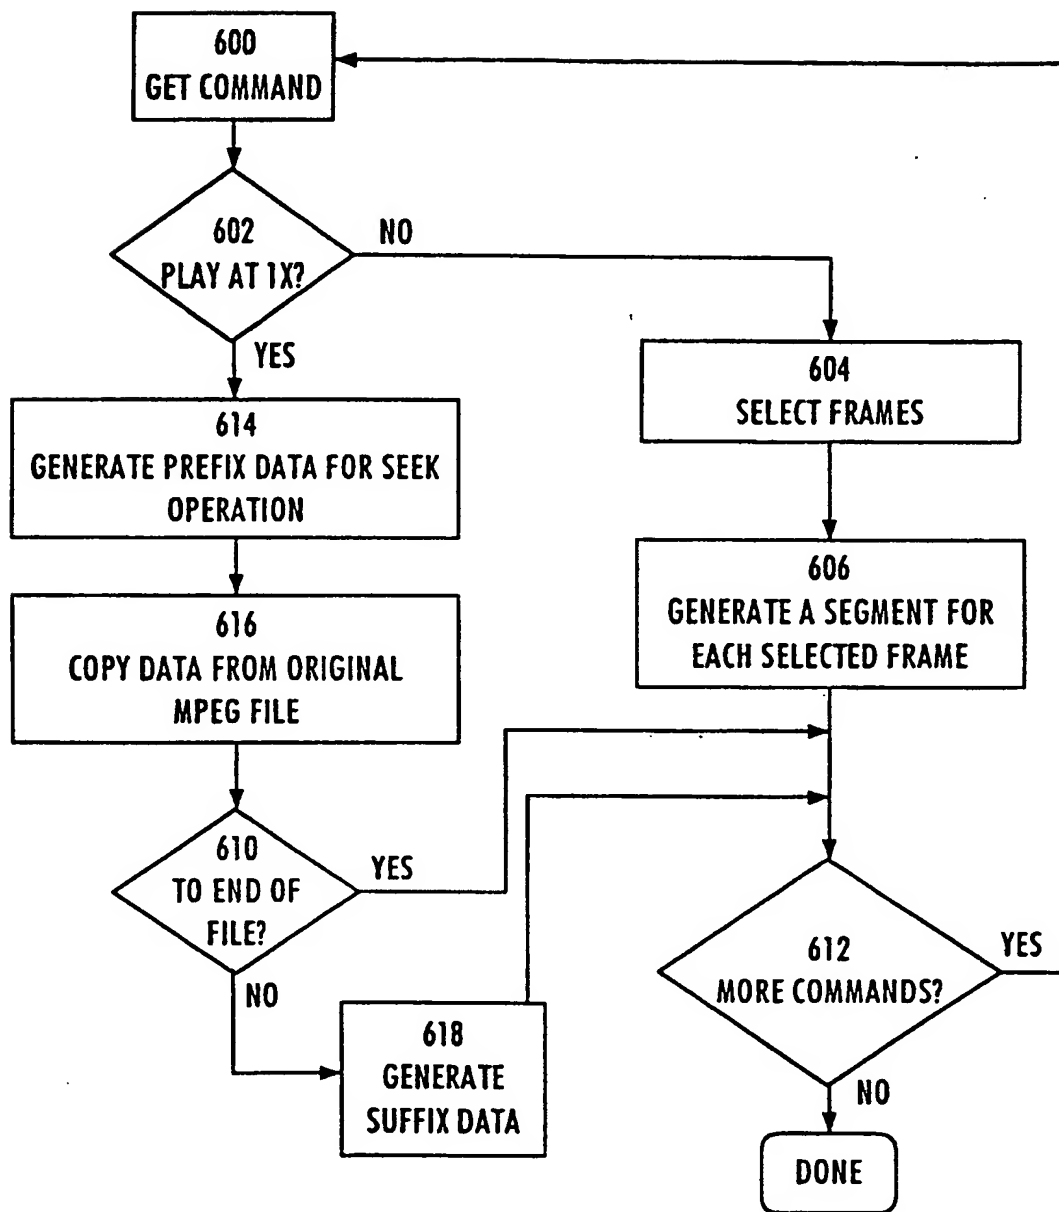 600
GET COMMAND
602
PLAY AT 1X?
NO
YES
604
SELECT FRAMES
614
GENERATE PREFIX DATA FOR SEEK
OPERATION
606
GENERATE A SEGMENT FOR
EACH SELECTED FRAME
616
COPY DATA FROM ORIGINAL
MPEG FILE
610
TO END OF
FILE?
YES
NO
612
MORE COMMANDS?
YES
NO
618
GENERATE
SUFFIX DATA
DONE